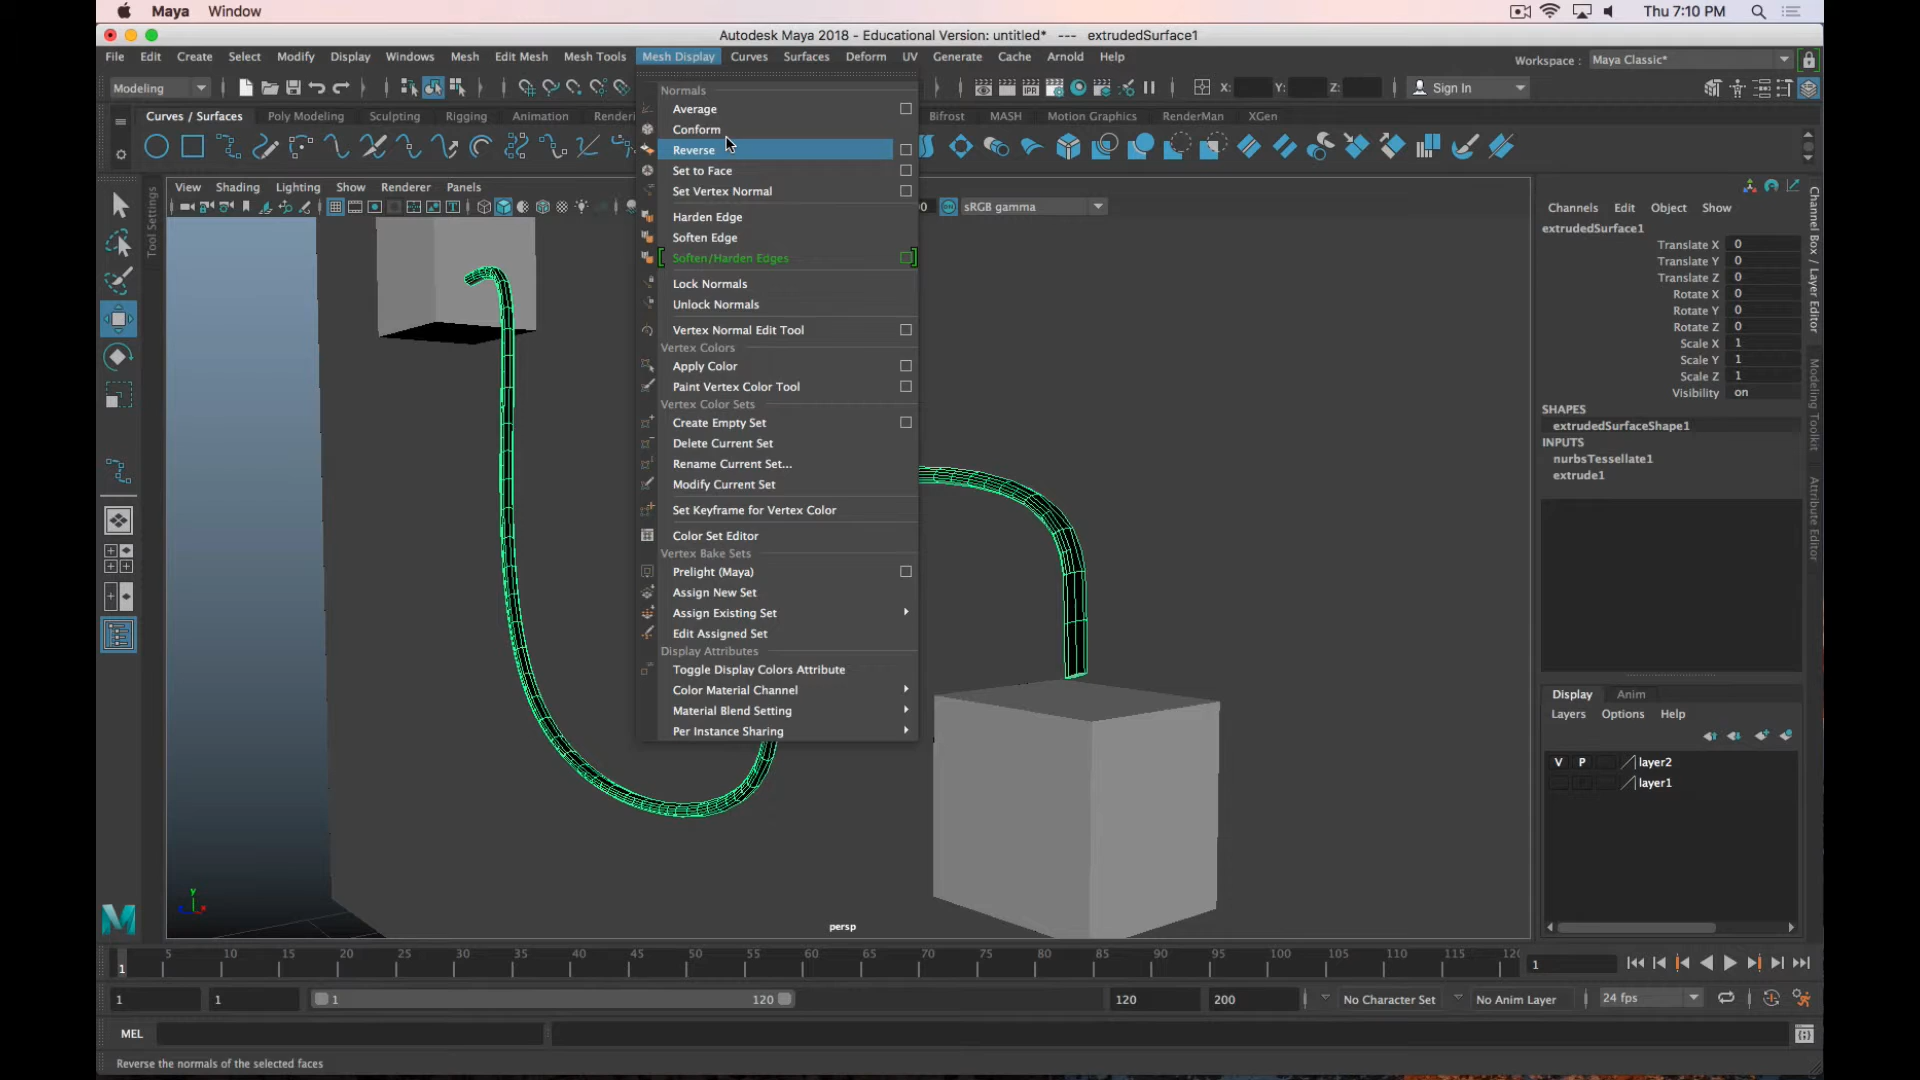 Maya Window
Thu 7:10 PM
Autodesk Maya 2018 - Educational Version: untitled* --- extrudedSurface1
File Edit Create Select Modify Display Windows Mesh Edit Mesh Mesh Tools Mesh Display Curves Surfaces Deform UV Generate Cache Arnold Help
Workspace : Maya Classic*
Modeling
X: Y: Z: Sign In
Curves / Surfaces Poly Modeling Sculpting Rigging Animation Bifrost MASH Motion Graphics RenderMan XGen
View Shading Lighting Show Renderer Panels
sRGB gamma
Tool Settings
Normals
Average
Conform
Reverse
Set to Face
Set Vertex Normal
Harden Edge
Soften Edge
Soften/Harden Edges
Lock Normals
Unlock Normals
Vertex Normal Edit Tool
Vertex Colors
Apply Color
Paint Vertex Color Tool
Vertex Color Sets
Create Empty Set
Delete Current Set
Rename Current Set...
Modify Current Set
Set Keyframe for Vertex Color
Color Set Editor
Vertex Bake Sets
Prelight (Maya)
Assign New Set
Assign Existing Set
Edit Assigned Set
Display Attributes
Toggle Display Colors Attribute
Color Material Channel
Material Blend Setting
Per Instance Sharing
persp
Channels Edit Object Show
extrudedSurface1
Translate X 0
Translate Y 0
Translate Z 0
Rotate X 0
Rotate Y 0
Rotate Z 0
Scale X 1
Scale Y 1
Scale Z 1
Visibility on
SHAPES
extrudedSurfaceShape1
INPUTS
nurbsTessellate1
extrude1
Channel Box / Layer Editor
Modeling Toolkit
Attribute Editor
Display Anim
Layers Options Help
V P layer2
layer1
5 10 15 20 25 30 35 40 45 50 55 60 65 70 75 80 85 90 95 100 105 110 115
1 1
1 1 1 120 120 200 No Character Set No Anim Layer 24 fps
MEL
Reverse the normals of the selected faces